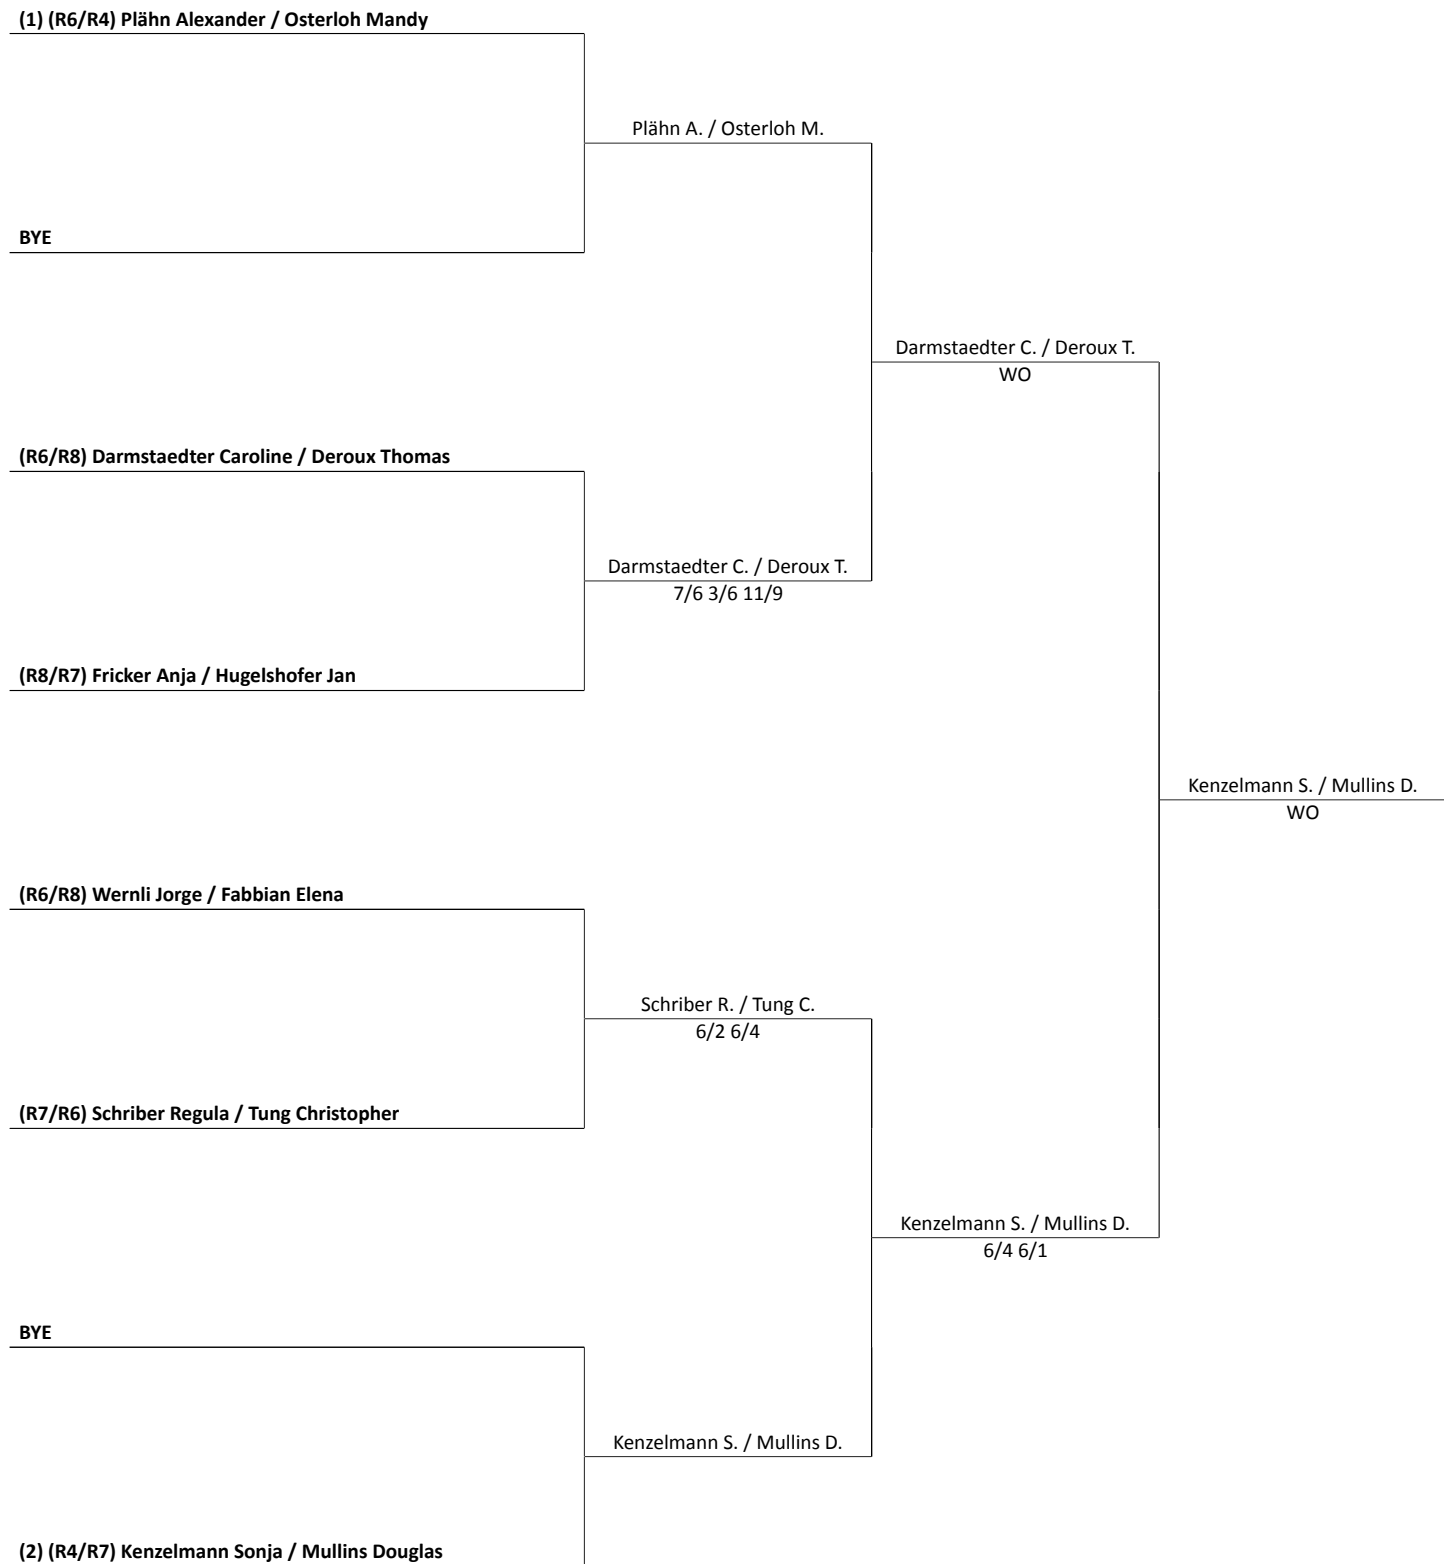 (1) (R6/R4) Plähn Alexander / Osterloh Mandy
Plähn A. / Osterloh M.
BYE
Darmstaedter C. / Deroux T.
WO
(R6/R8) Darmstaedter Caroline / Deroux Thomas
Darmstaedter C. / Deroux T.
7/6 3/6 11/9
(R8/R7) Fricker Anja / Hugelshofer Jan
Kenzelmann S. / Mullins D.
WO
(R6/R8) Wernli Jorge / Fabbian Elena
Schriber R. / Tung C.
6/2 6/4
(R7/R6) Schriber Regula / Tung Christopher
Kenzelmann S. / Mullins D.
6/4 6/1
BYE
Kenzelmann S. / Mullins D.
(2) (R4/R7) Kenzelmann Sonja / Mullins Douglas